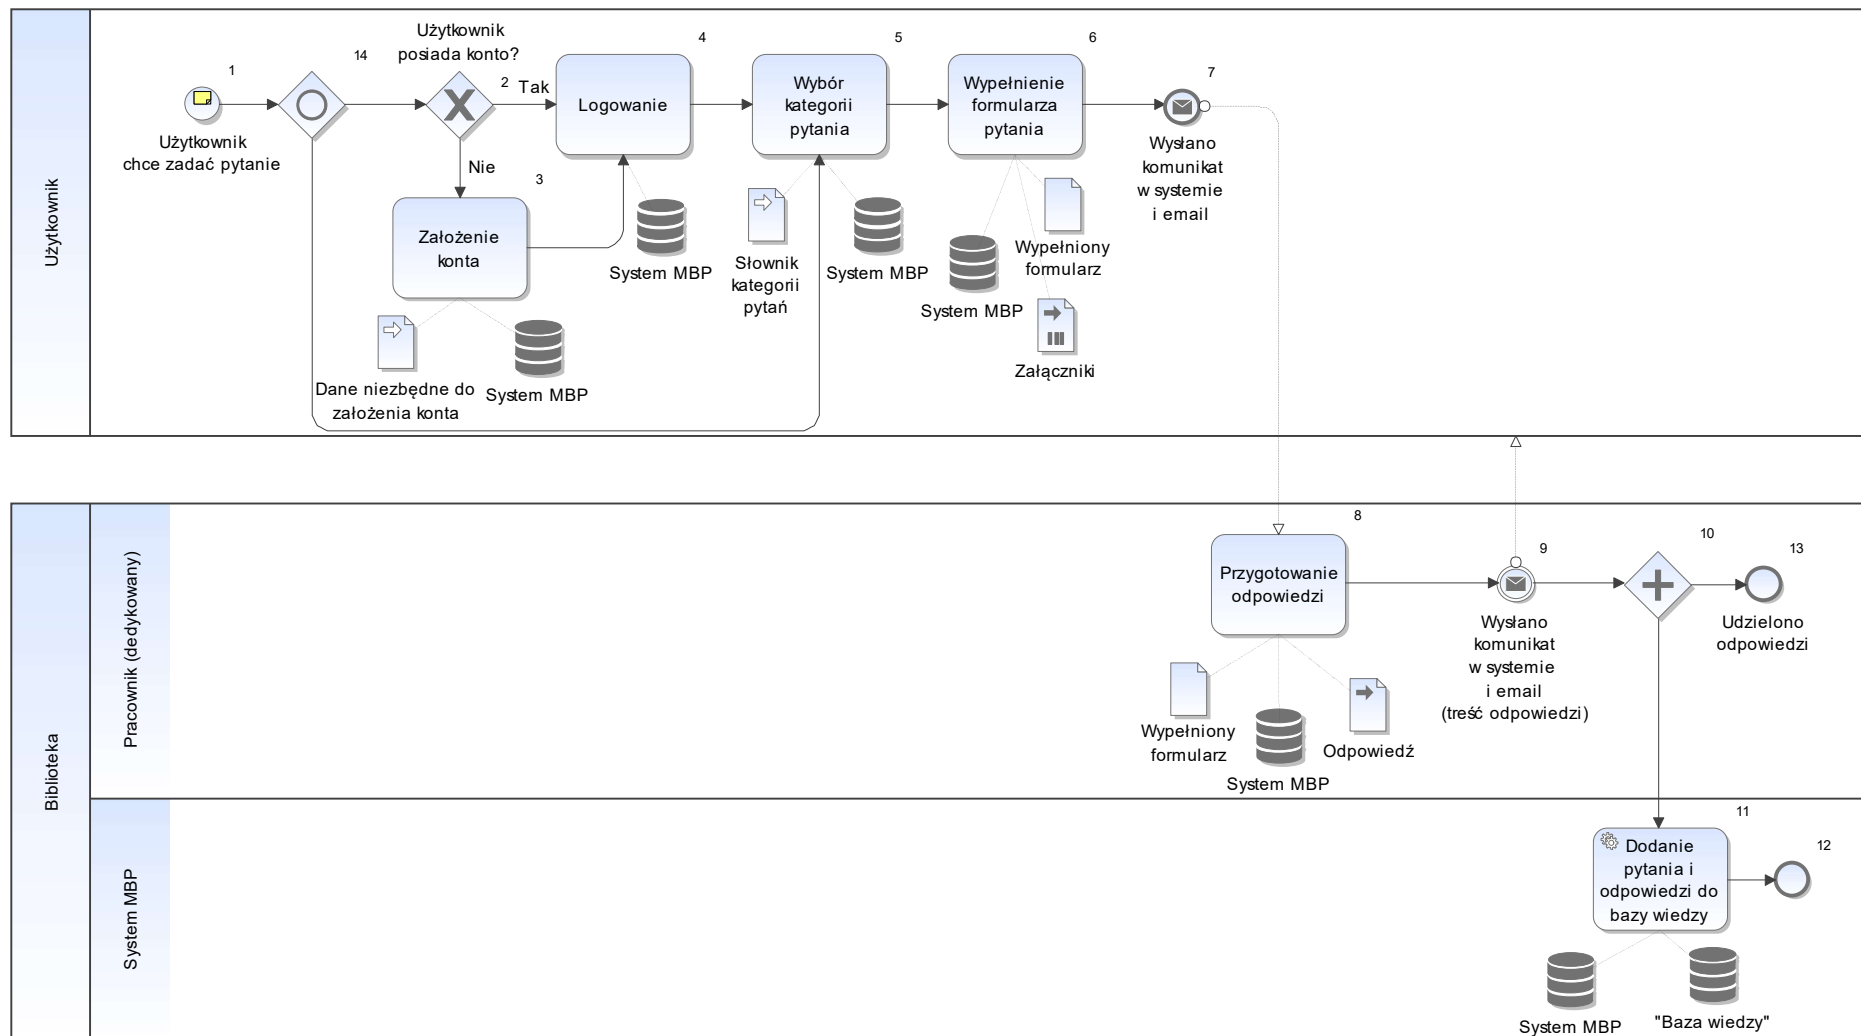 Użytkownik
1
Użytkownik
chce zadać pytanie
14
Użytkownik
posiada konto?
2
Tak
Nie
3
Założenie
konta
Dane niezbędne do
założenia konta
System MBP
4
Logowanie
System MBP
5
Wybór
kategorii
pytania
Słownik
kategorii
pytań
System MBP
6
Wypełnienie
formularza
pytania
System MBP
Wypełniony
formularz
Załączniki
7
Wysłano
komunikat
w systemie
i email
Biblioteka
Pracownik (dedykowany)
8
Przygotowanie
odpowiedzi
Wypełniony
formularz
System MBP
Odpowiedź
9
Wysłano
komunikat
w systemie
i email
(treść odpowiedzi)
10
13
Udzielono
odpowiedzi
System MBP
11
Dodanie
pytania i
odpowiedzi do
bazy wiedzy
System MBP
"Baza wiedzy"
12